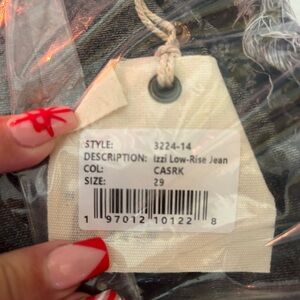 STYLE: 3224-14
DESCRIPTION: Izzi Low-Rise Jean
COL: CASRK
SIZE: 29
1 97012 10122 8